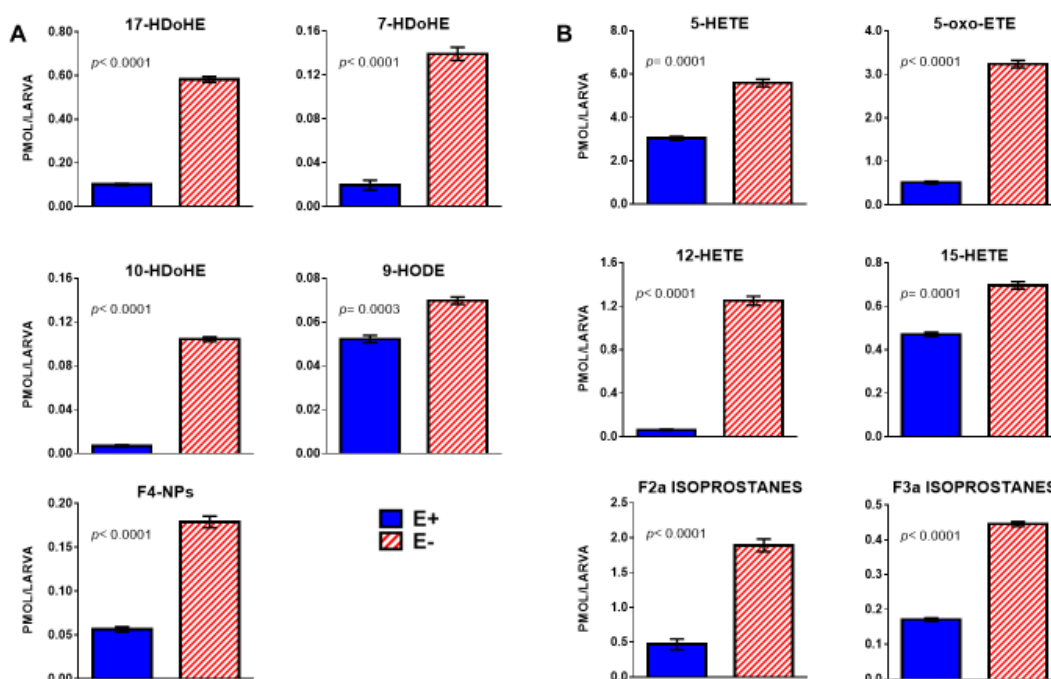 A
17-HDoHE
p< 0.0001
PMOL/LARVA
0.80
0.60
0.40
0.20
0.00
7-HDoHE
p< 0.0001
0.16
0.12
0.08
0.04
0.00
B
5-HETE
p= 0.0001
PMOL/LARVA
8.0
6.0
4.0
2.0
0.0
5-oxo-ETE
p< 0.0001
4.0
3.0
2.0
1.0
0.0
10-HDoHE
p< 0.0001
PMOL/LARVA
0.16
0.12
0.08
0.04
0.00
9-HODE
p= 0.0003
0.08
0.06
0.04
0.02
0.00
12-HETE
p< 0.0001
PMOL/LARVA
1.6
1.2
0.8
0.4
0.0
15-HETE
p= 0.0001
0.8
0.6
0.4
0.2
0.0
F4-NPs
p< 0.0001
PMOL/LARVA
0.20
0.15
0.10
0.05
0.00
E+
E-
F2a ISOPROSTANES
p< 0.0001
PMOL/LARVA
2.5
2.0
1.5
1.0
0.5
0.0
F3a ISOPROSTANES
p< 0.0001
0.5
0.4
0.3
0.2
0.1
0.0